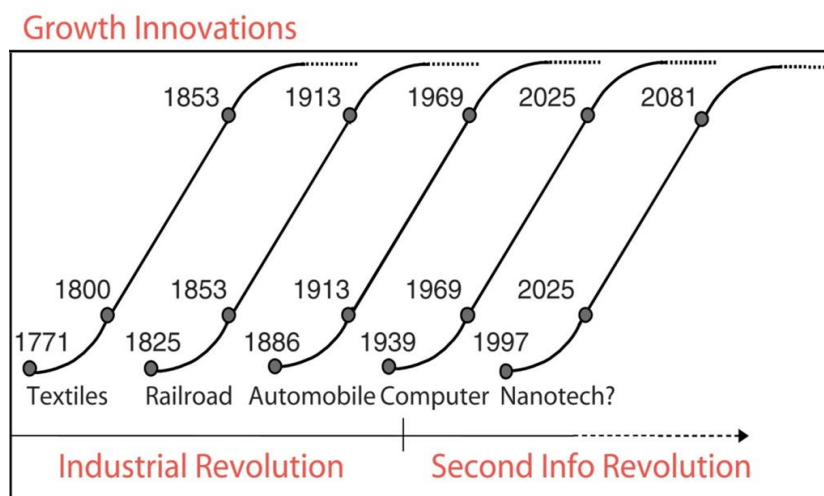 Growth Innovations
1853 1913 1969 2025 2081
1800 1853 1913 1969 2025
1771 1825 1886 1939 1997
Textiles Railroad Automobile Computer Nanotech?
Industrial Revolution Second Info Revolution